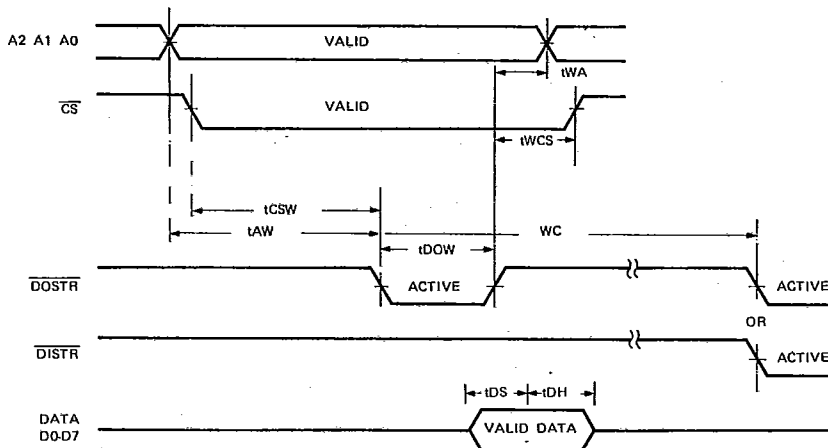 A2 A1 A0
VALID
tWA
CS
VALID
tWCS
tCSW
tAW
WC
tDOW
DOSTR
ACTIVE
ACTIVE
OR
DISTR
ACTIVE
tDS
tDH
DATA
D0-D7
VALID DATA